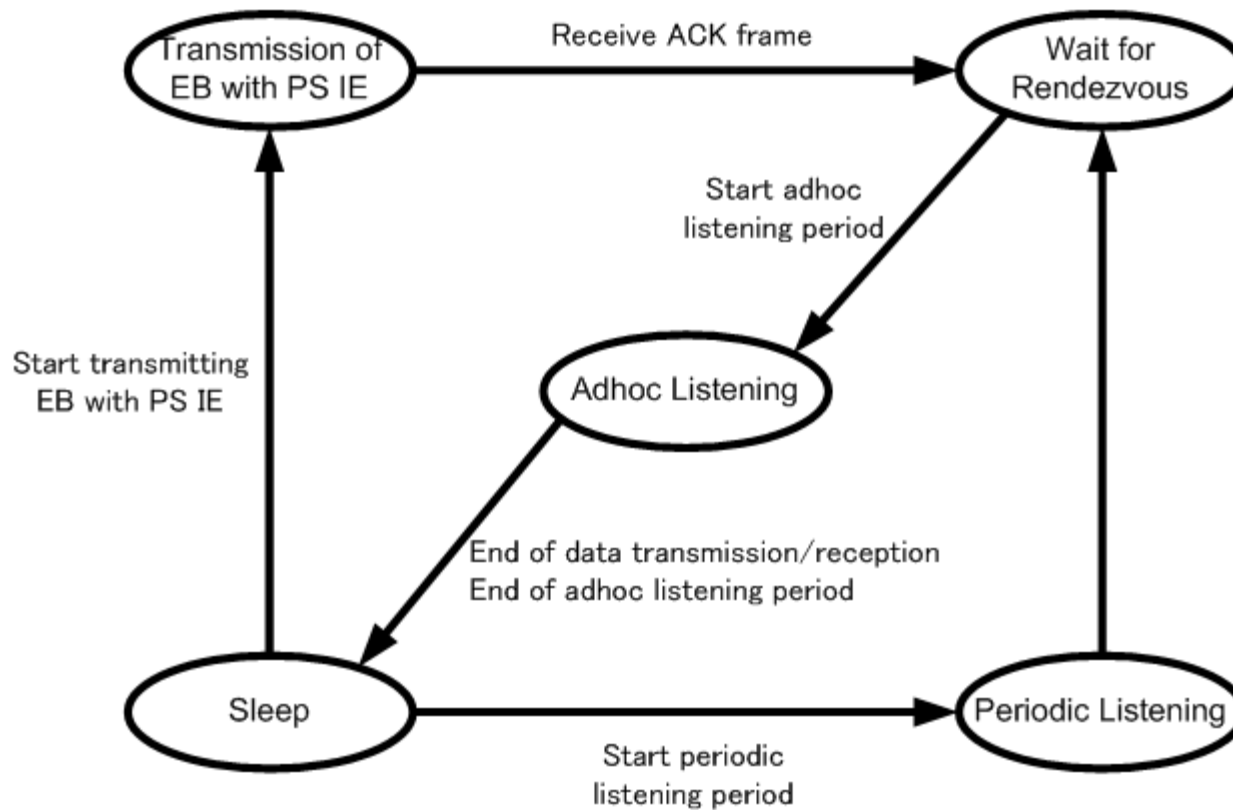 Transmission of
EB with PS IE
Receive ACK frame
Wait for
Rendezvous
Start adhoc
listening period
Start transmitting
EB with PS IE
Adhoc Listening
End of data transmission/reception
End of adhoc listening period
Sleep
Start periodic
listening period
Periodic Listening